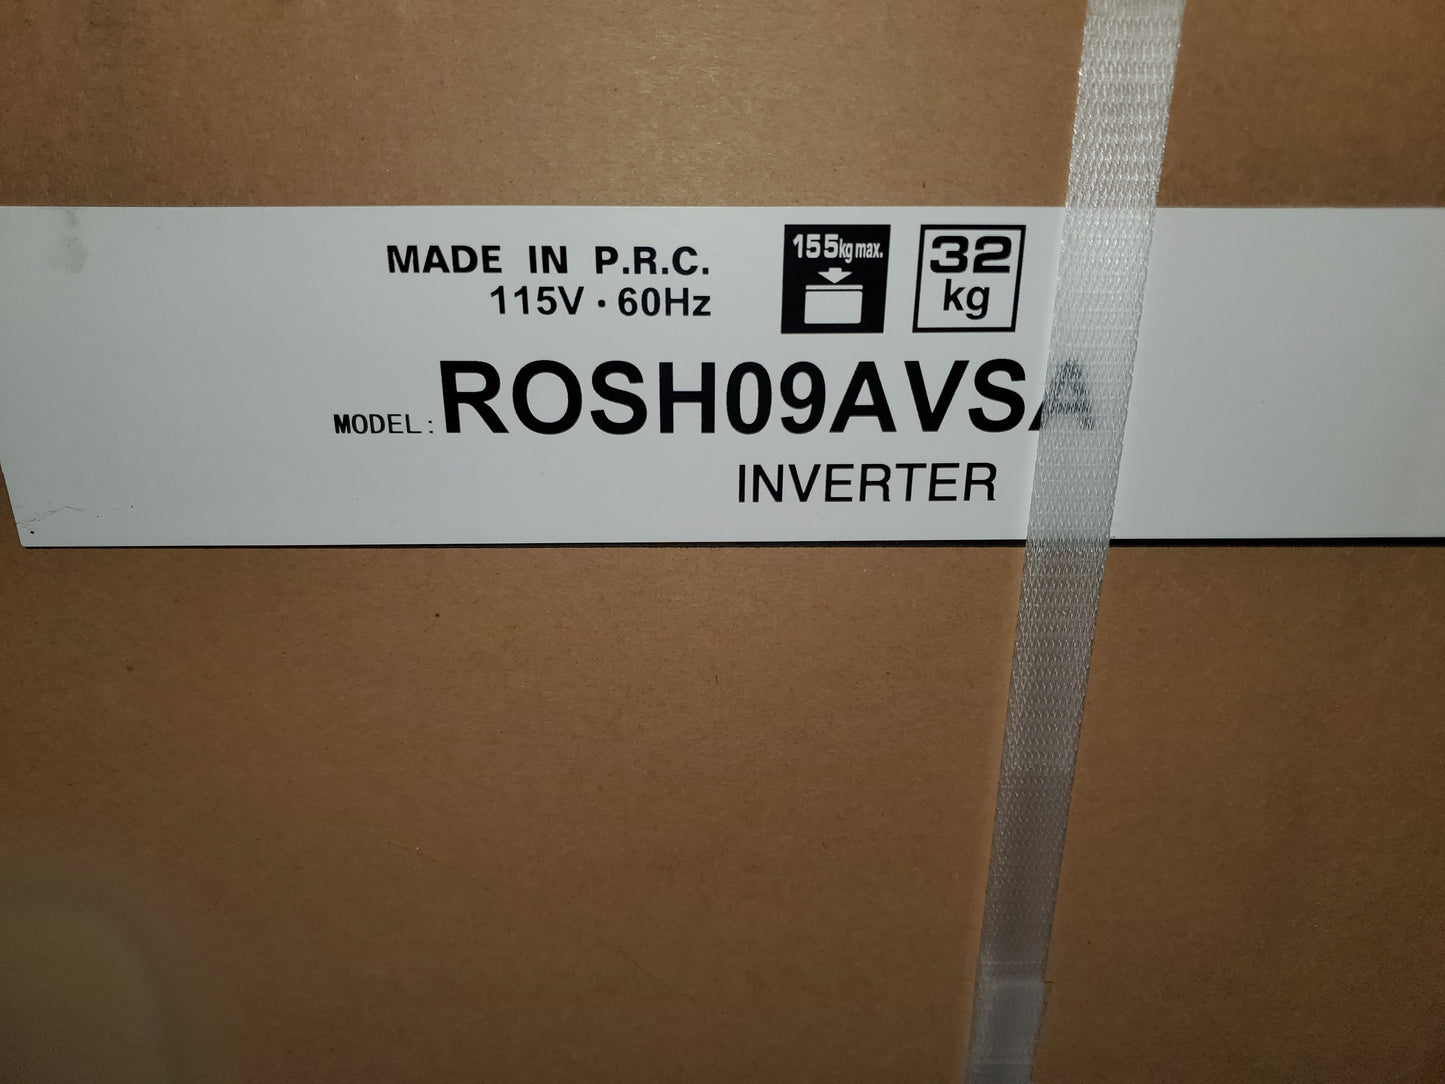 MADE IN P.R.C.
115V · 60Hz
155kg max.
32
kg
MODEL: ROSH09AVSA
INVERTER